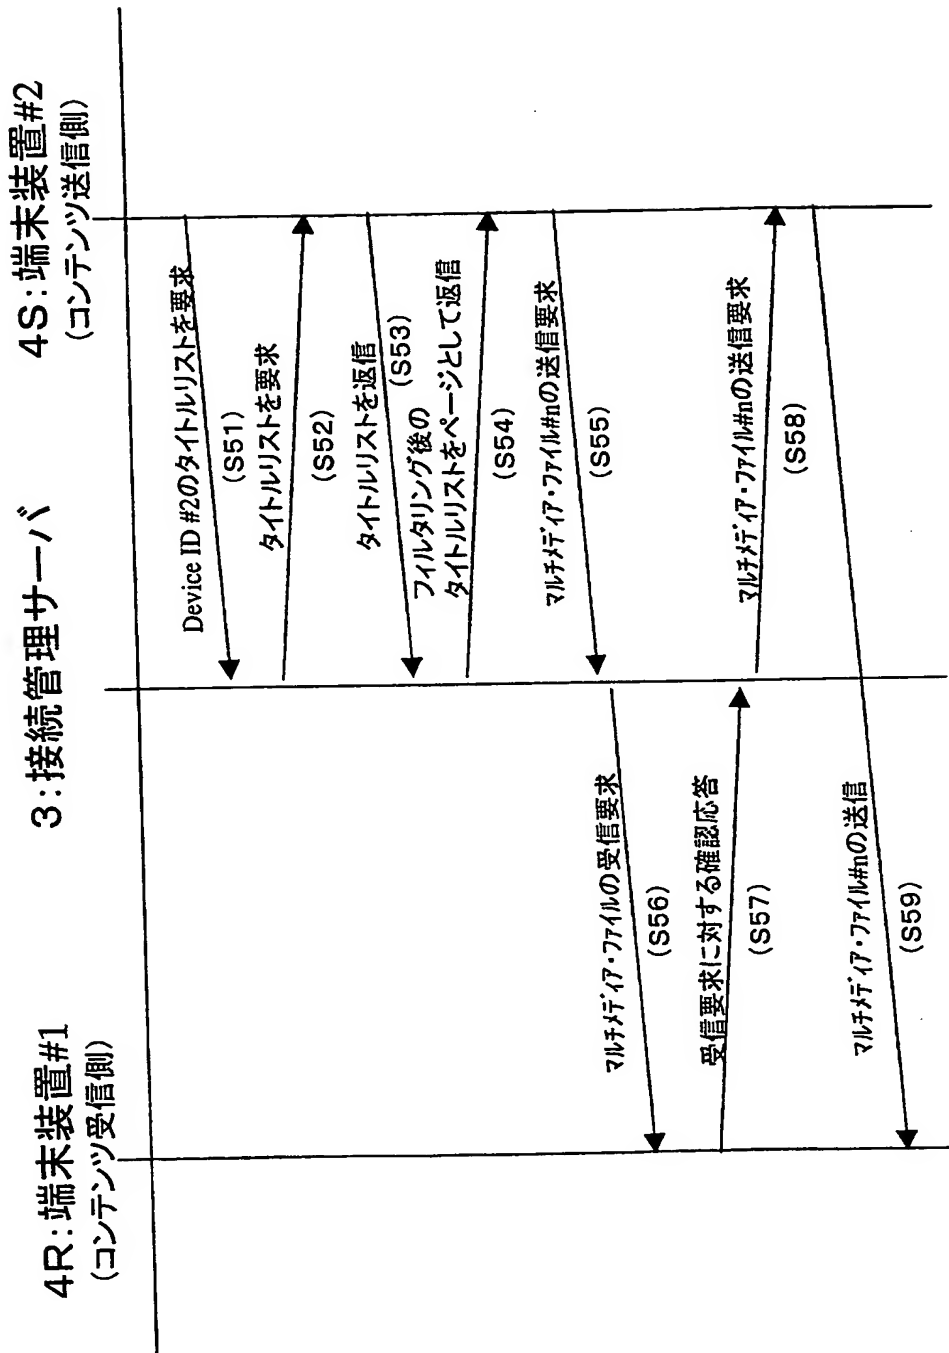 4R:端末装置#1
(コンテンツ受信側)
3:接続管理サーバ
4S:端末装置#2
(コンテンツ送信側)
Device ID #2のタイトルリストを要求
(S51)
タイトルリストを要求
(S52)
タイトルリストを返信
(S53)
フィルタリング後の
タイトルリストをページとして返信
(S54)
マルチメディア・ファイル#nの送信要求
(S55)
マルチメディア・ファイルの受信要求
(S56)
受信要求に対する確認応答
(S57)
マルチメディア・ファイル#nの送信要求
(S58)
マルチメディア・ファイル#nの送信
(S59)